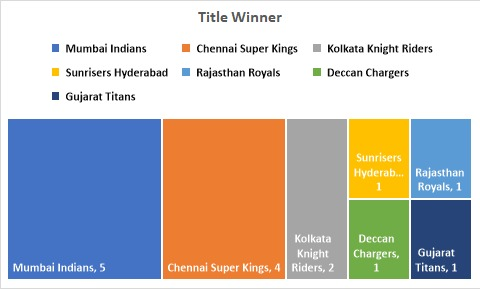 Title Winner
Mumbai Indians
Chennai Super Kings
Kolkata Knight Riders
Sunrisers Hyderabad
Rajasthan Royals
Deccan Chargers
Gujarat Titans
Mumbai Indians, 5
Chennai Super Kings, 4
Kolkata
Knight
Riders, 2
Sunrisers
Hyderab...
1
Rajasthan
Royals, 1
Deccan
Chargers,
1
Gujarat
Titans, 1